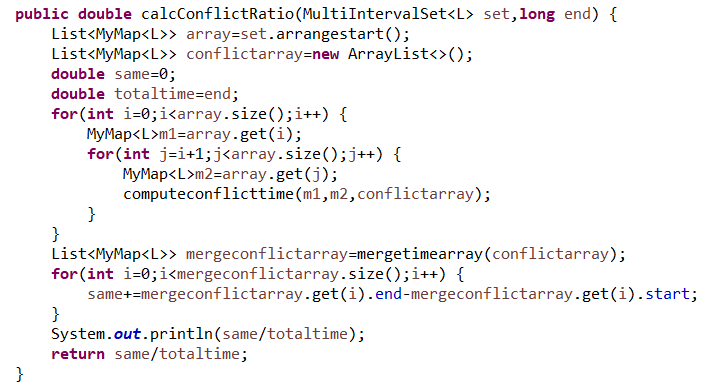 public double calcConflictRatio(MultiIntervalSet<L> set,long end) {
    List<MyMap<L>> array=set.arrangestart();
    List<MyMap<L>> conflictarray=new ArrayList<>();
    double same=0;
    double totaltime=end;
    for(int i=0;i<array.size();i++) {
        MyMap<L>m1=array.get(i);
        for(int j=i+1;j<array.size();j++) {
            MyMap<L>m2=array.get(j);
            computeconflicttime(m1,m2,conflictarray);
        }
    }
    List<MyMap<L>> mergeconflictarray=mergetimearray(conflictarray);
    for(int i=0;i<mergeconflictarray.size();i++) {
        same+=mergeconflictarray.get(i).end-mergeconflictarray.get(i).start;
    }
    System.out.println(same/totaltime);
    return same/totaltime;
}